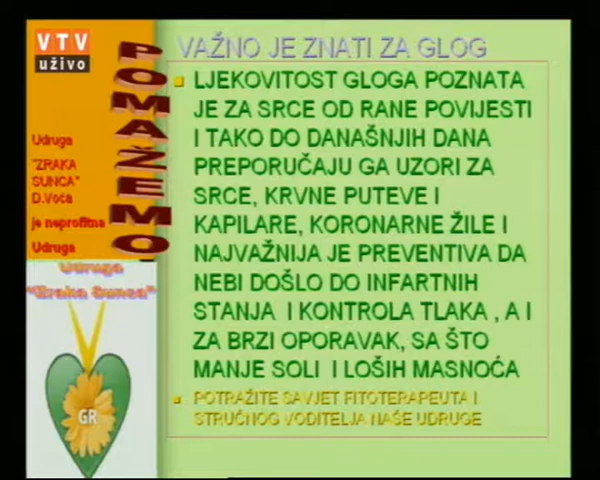 VTV
uživo
POMAŽEMO
Udruga
"ZRAKA
SUNCA"
D.Voća
je neprofitna
Udruga
Udruga
"Zraka Sunca"
GR
VAŽNO JE ZNATI ZA GLOG
LJEKOVITOST GLOGA POZNATA
JE ZA SRCE OD RANE POVIJESTI
I TAKO DO DANAŠNJIH DANA
PREPORUČAJU GA UZORI ZA
SRCE, KRVNE PUTEVE I
KAPILARE, KORONARNE ŽILE I
NAJVAŽNIJA JE PREVENTIVA DA
NEBI DOŠLO DO INFARTNIH
STANJA I KONTROLA TLAKA , A I
ZA BRZI OPORAVAK, SA ŠTO
MANJE SOLI I LOŠIH MASNOĆA
POTRAŽITE SAVJET FITOTERAPEUTA I
STRUČNOG VODITELJA NAŠE UDRUGE